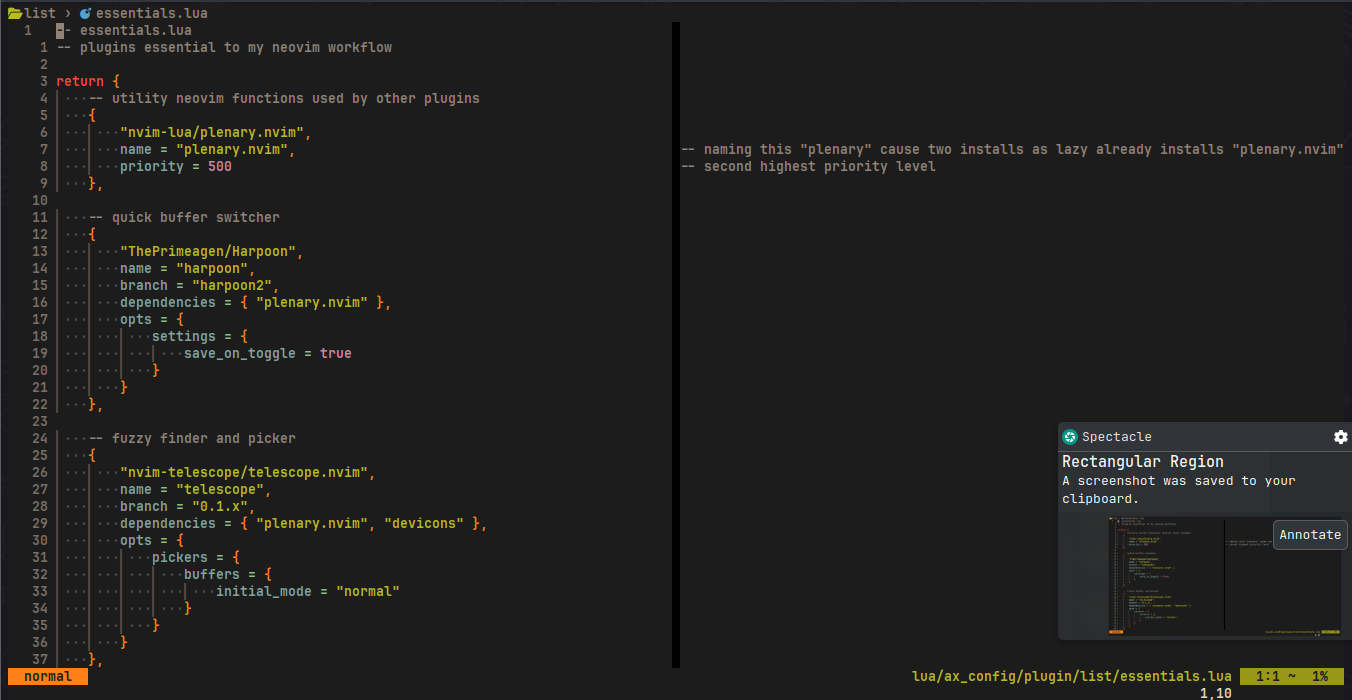 list › essentials.lua
1 -- essentials.lua
1 -- plugins essential to my neovim workflow
2
3 return {
4 -- utility neovim functions used by other plugins
5 {
6 "nvim-lua/plenary.nvim",
7 name = "plenary.nvim", -- naming this "plenary" cause two installs as lazy already installs "plenary.nvim"
8 priority = 500 -- second highest priority level
9 },
10
11 -- quick buffer switcher
12 {
13 "ThePrimeagen/Harpoon",
14 name = "harpoon",
15 branch = "harpoon2",
16 dependencies = { "plenary.nvim" },
17 opts = {
18 settings = {
19 save_on_toggle = true
20 }
21 }
22 },
23
24 -- fuzzy finder and picker
25 {
26 "nvim-telescope/telescope.nvim",
27 name = "telescope",
28 branch = "0.1.x",
29 dependencies = { "plenary.nvim", "devicons" },
30 opts = {
31 pickers = {
32 buffers = {
33 initial_mode = "normal"
34 }
35 }
36 }
37 },
Spectacle
Rectangular Region
A screenshot was saved to your
clipboard.
Annotate
normal lua/ax_config/plugin/list/essentials.lua 1:1 ~ 1%
1,10